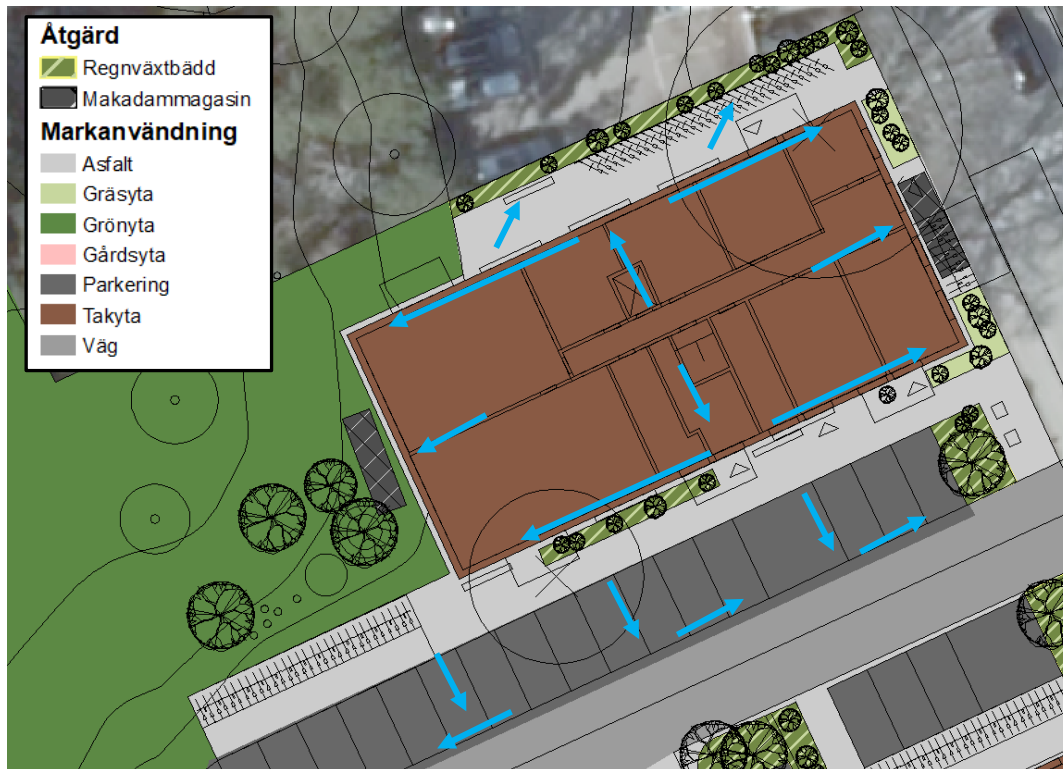 Åtgärd
Regnväxtbädd
Makadammagasin
Markanvändning
Asfalt
Gräsyta
Grönyta
Gårdsyta
Parkering
Takyta
Väg